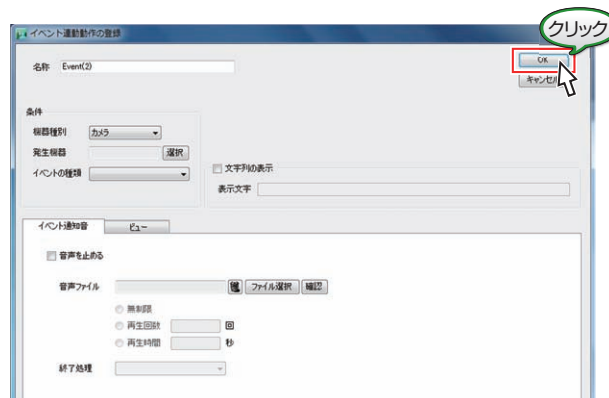 イベント連動動作の登録
クリック
名称 Event(2)
OK
キャンセル
条件
機器種別 カメラ
発生機器 選択
イベントの種類
文字列の表示
表示文字
イベント通知音 ビュー
音声を止める
音声ファイル ファイル選択 確認
無制限
再生回数 回
再生時間 秒
終了処理